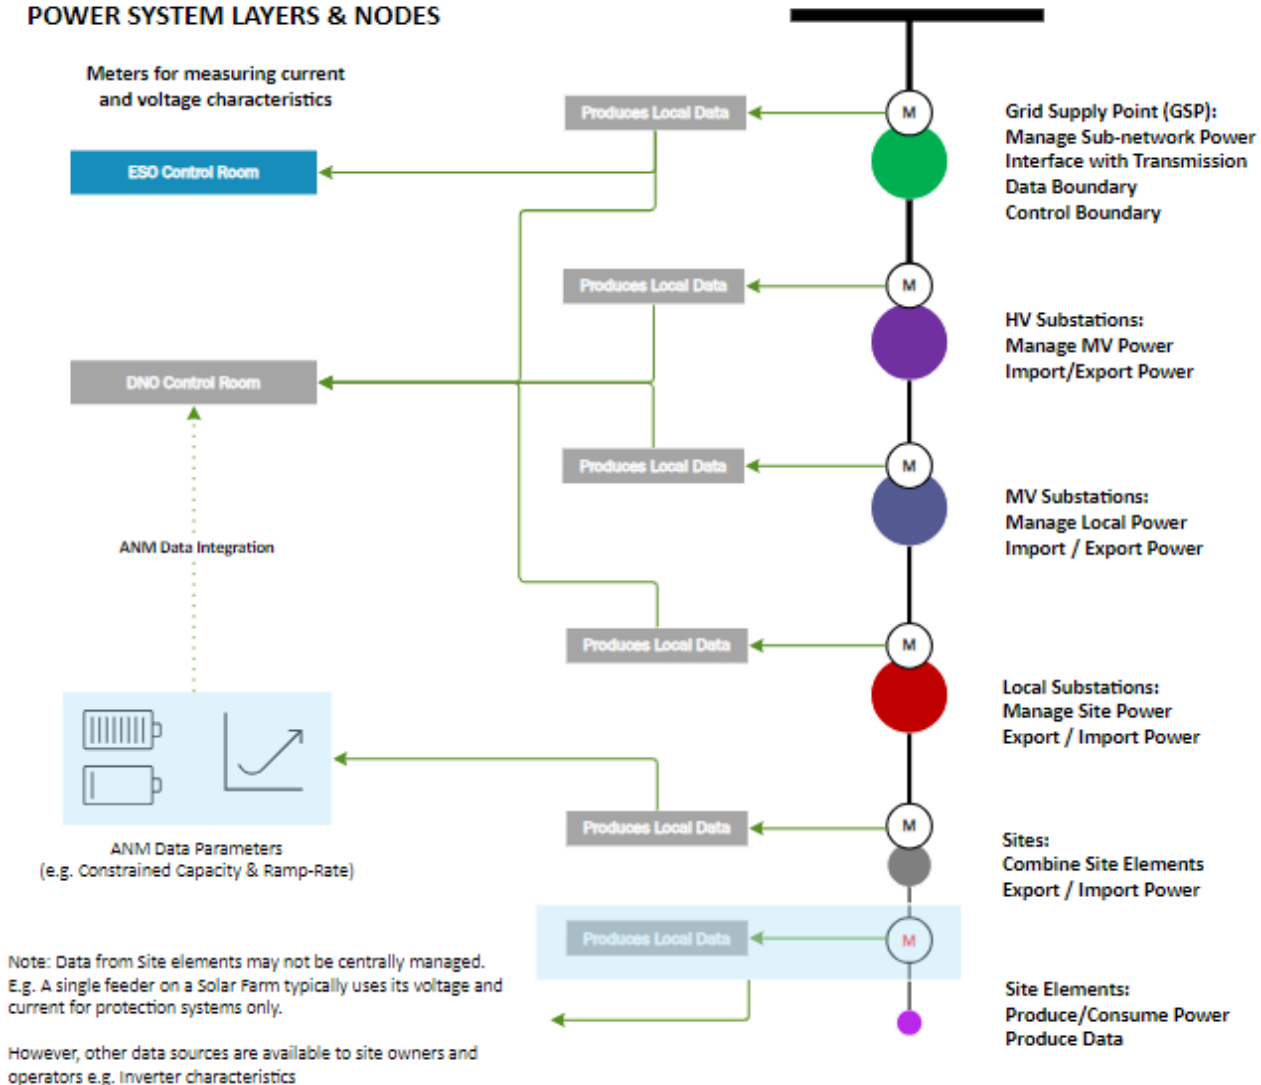 POWER SYSTEM LAYERS & NODES
Meters for measuring current
and voltage characteristics
Produces Local Data
M
Grid Supply Point (GSP):
Manage Sub-network Power
Interface with Transmission
Data Boundary
Control Boundary
ESO Control Room
Produces Local Data
M
HV Substations:
Manage MV Power
Import/Export Power
DNO Control Room
Produces Local Data
M
MV Substations:
Manage Local Power
Import / Export Power
ANM Data Integration
Produces Local Data
M
Local Substations:
Manage Site Power
Export / Import Power
Produces Local Data
M
Sites:
Combine Site Elements
Export / Import Power
ANM Data Parameters
(e.g. Constrained Capacity & Ramp-Rate)
Produces Local Data
M
Site Elements:
Produce/Consume Power
Produce Data
Note: Data from Site elements may not be centrally managed.
E.g. A single feeder on a Solar Farm typically uses its voltage and
current for protection systems only.
However, other data sources are available to site owners and
operators e.g. Inverter characteristics